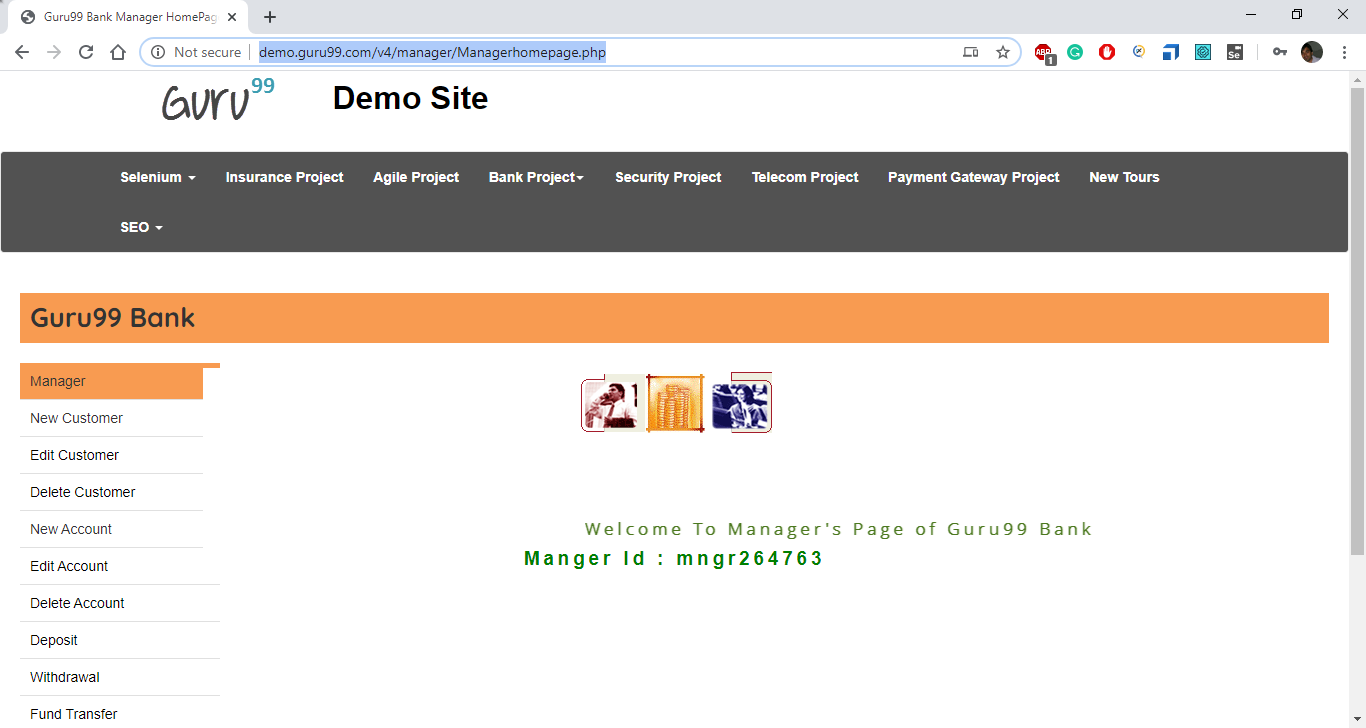 Guru99 Bank Manager HomePag
Not secure
demo.guru99.com/v4/manager/Managerhomepage.php
ABP
1
Se
Guru99
Demo Site
Selenium Insurance Project Agile Project Bank Project Security Project Telecom Project Payment Gateway Project New Tours
SEO
Guru99 Bank
Manager
New Customer
Edit Customer
Delete Customer
New Account
Edit Account
Delete Account
Deposit
Withdrawal
Fund Transfer
Welcome To Manager's Page of Guru99 Bank
Manger Id : mngr264763